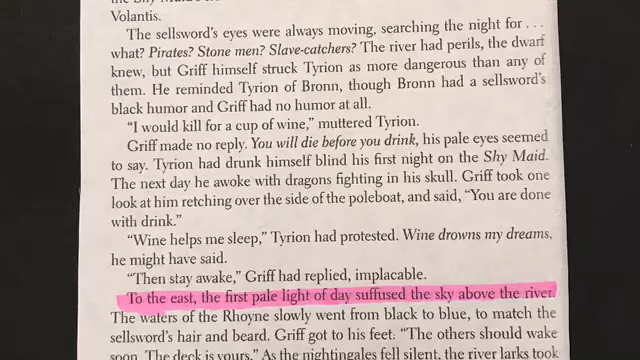 Volantis.
The sellsword's eyes were always moving, searching the night for . . .
what? Pirates? Stone men? Slave-catchers? The river had perils, the dwarf
knew, but Griff himself struck Tyrion as more dangerous than any of
them. He reminded Tyrion of Bronn, though Bronn had a sellsword's
black humor and Griff had no humor at all.
"I would kill for a cup of wine," muttered Tyrion.
Griff made no reply. You will die before you drink, his pale eyes seemed
to say. Tyrion had drunk himself blind his first night on the Shy Maid.
The next day he awoke with dragons fighting in his skull. Griff took one
look at him retching over the side of the poleboat, and said, "You are done
with drink."
"Wine helps me sleep," Tyrion had protested. Wine drowns my dreams,
he might have said.
"Then stay awake," Griff had replied, implacable.
To the east, the first pale light of day suffused the sky above the river.
The waters of the Rhoyne slowly went from black to blue, to match the
sellsword's hair and beard. Griff got to his feet. "The others should wake
soon. The deck is yours." As the nightingales fell silent, the river larks took